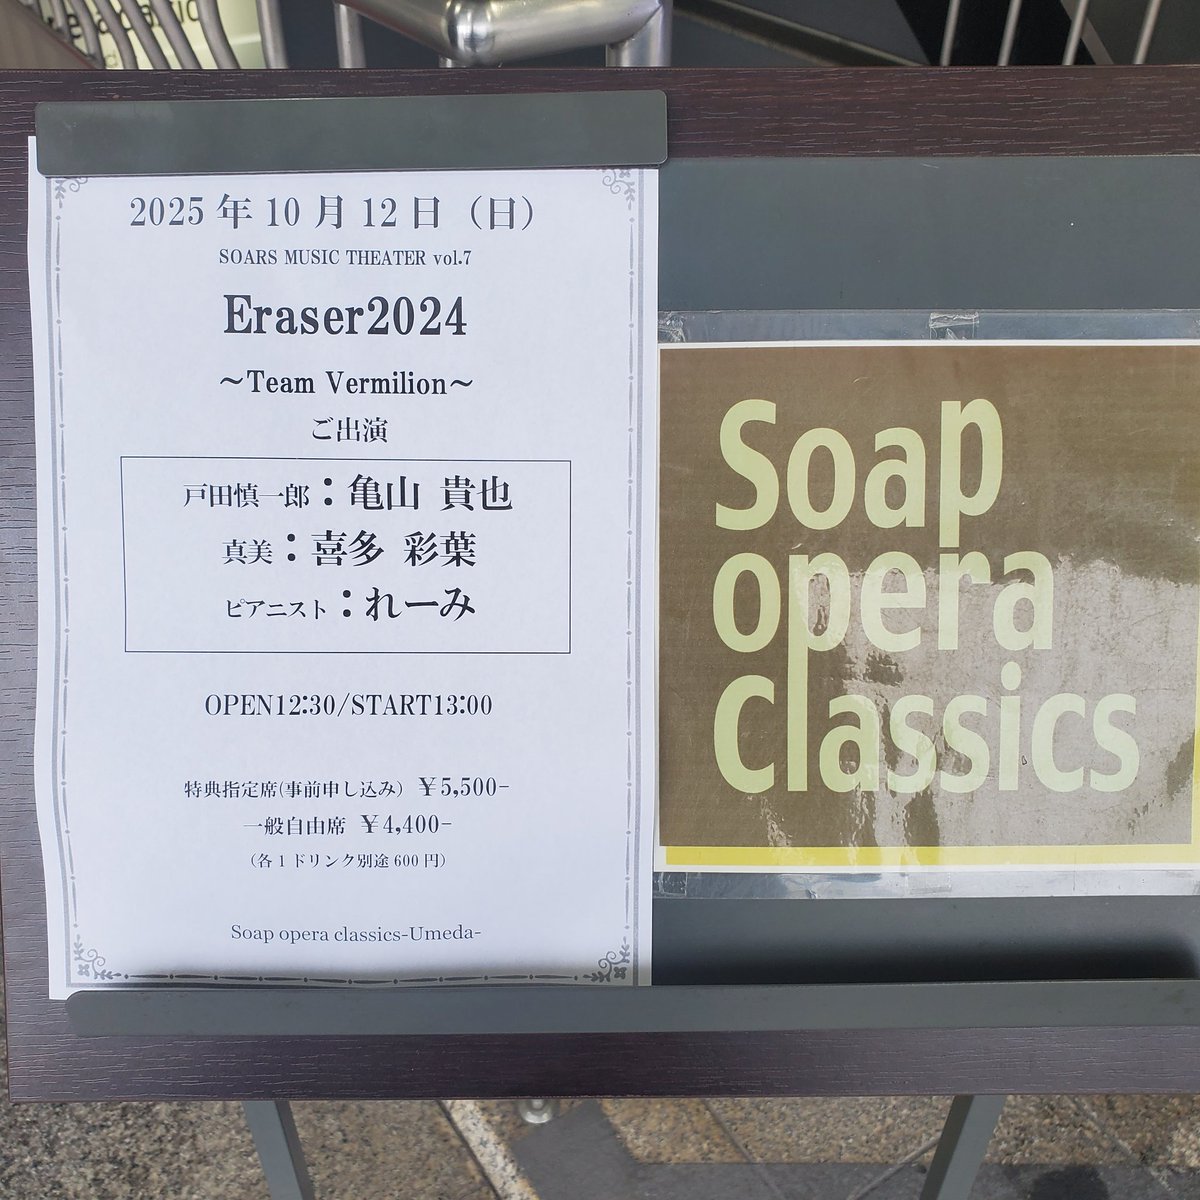 2025年10月12日（日）
SOARS MUSIC THEATER vol.7
Eraser2024
～Team Vermilion～
ご出演
戸田慎一郎：亀山 貴也
真美：喜多 彩葉
ピアニスト：れーみ
OPEN12:30/START13:00
特典指定席(事前申し込み) ￥5,500-
一般自由席 ￥4,400-
（各1ドリンク別途600円）
Soap opera classics-Umeda-
Soap
opera
classics